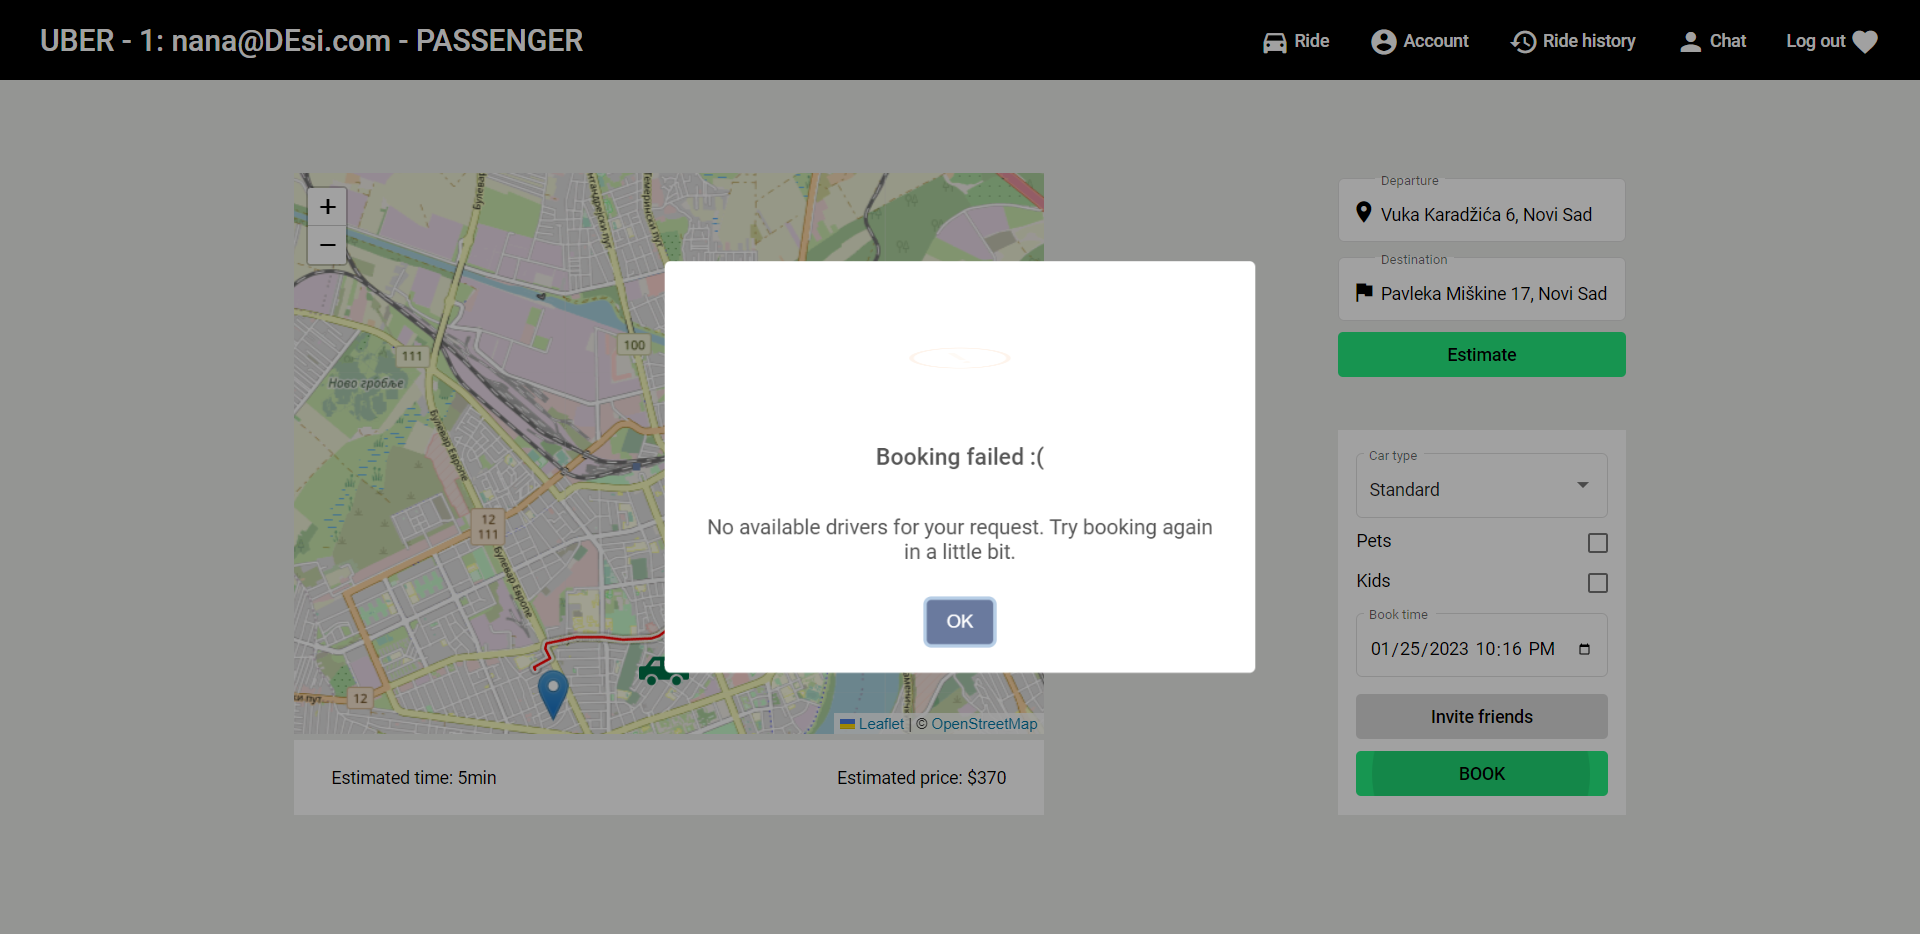 UBER - 1: nana@DEsi.com - PASSENGER
Ride
Account
Ride history
Chat
Log out
+
−
100
111
Ново гробље
Булевар Европе
12
111
Булевар Европе
12
Leaflet | © OpenStreetMap
Estimated time: 5min
Estimated price: $370
Booking failed :(
No available drivers for your request. Try booking again
in a little bit.
OK
Departure
Vuka Karadžića 6, Novi Sad
Destination
Pavleka Miškine 17, Novi Sad
Estimate
Car type
Standard
Pets
Kids
Book time
01/25/2023 10:16 PM
Invite friends
BOOK